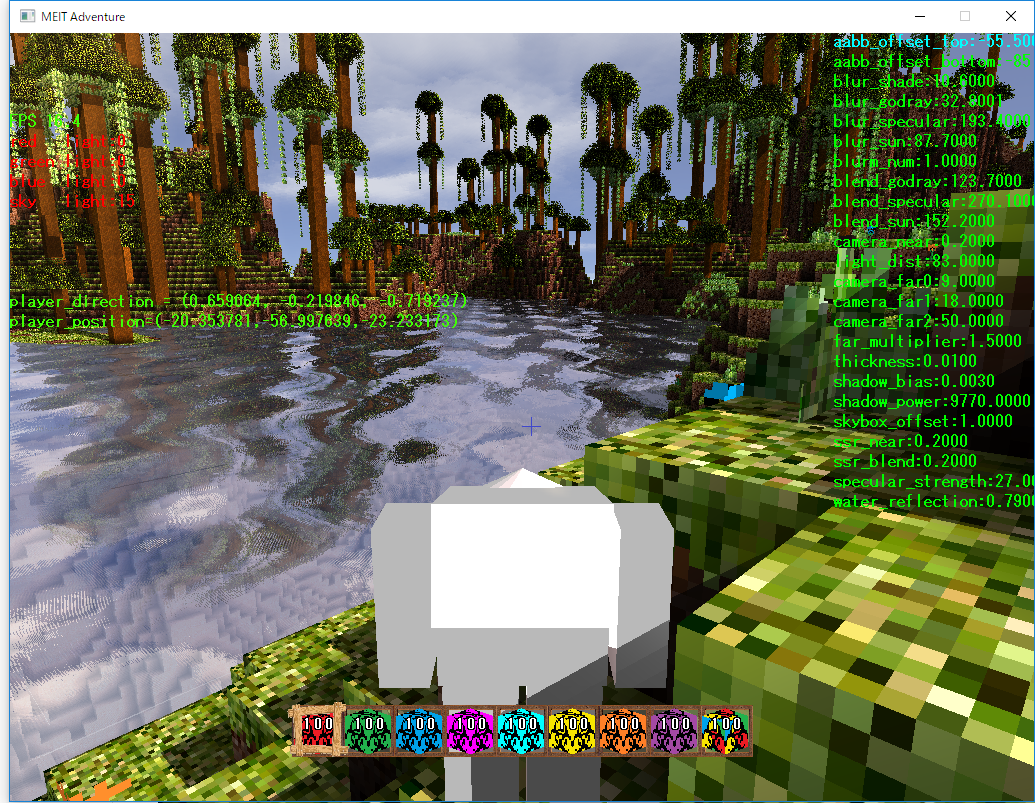 MEIT Adventure
aabb_offset_top:-55.500
aabb_offset_bottom:-85
blur_shade:10.6000
blur_godray:32.9001
blur_specular:193.4000
blur_sun:87.7000
blurm_num:1.0000
blend_godray:123.7000
blend_specular:270.1000
blend_sun:152.2000
camera_near:0.2000
light_dist:83.0000
camera_far0:9.0000
camera_far1:18.0000
camera_far2:50.0000
far_multiplier:1.5000
thickness:0.0100
shadow_bias:0.0030
shadow_power:9770.0000
skybox_offset:1.0000
ssr_near:0.2000
ssr_blend:0.2000
specular_strength:27.00
water_reflection:0.7900
FPS
red light:0
green light:0
blue light:0
sky light:15
player_direction = (0.659064, -0.219846, -0.719237)
player_position=(-20.353781,-56.997639,-23.233173)
100 100 100 100 100 100 100 100 100